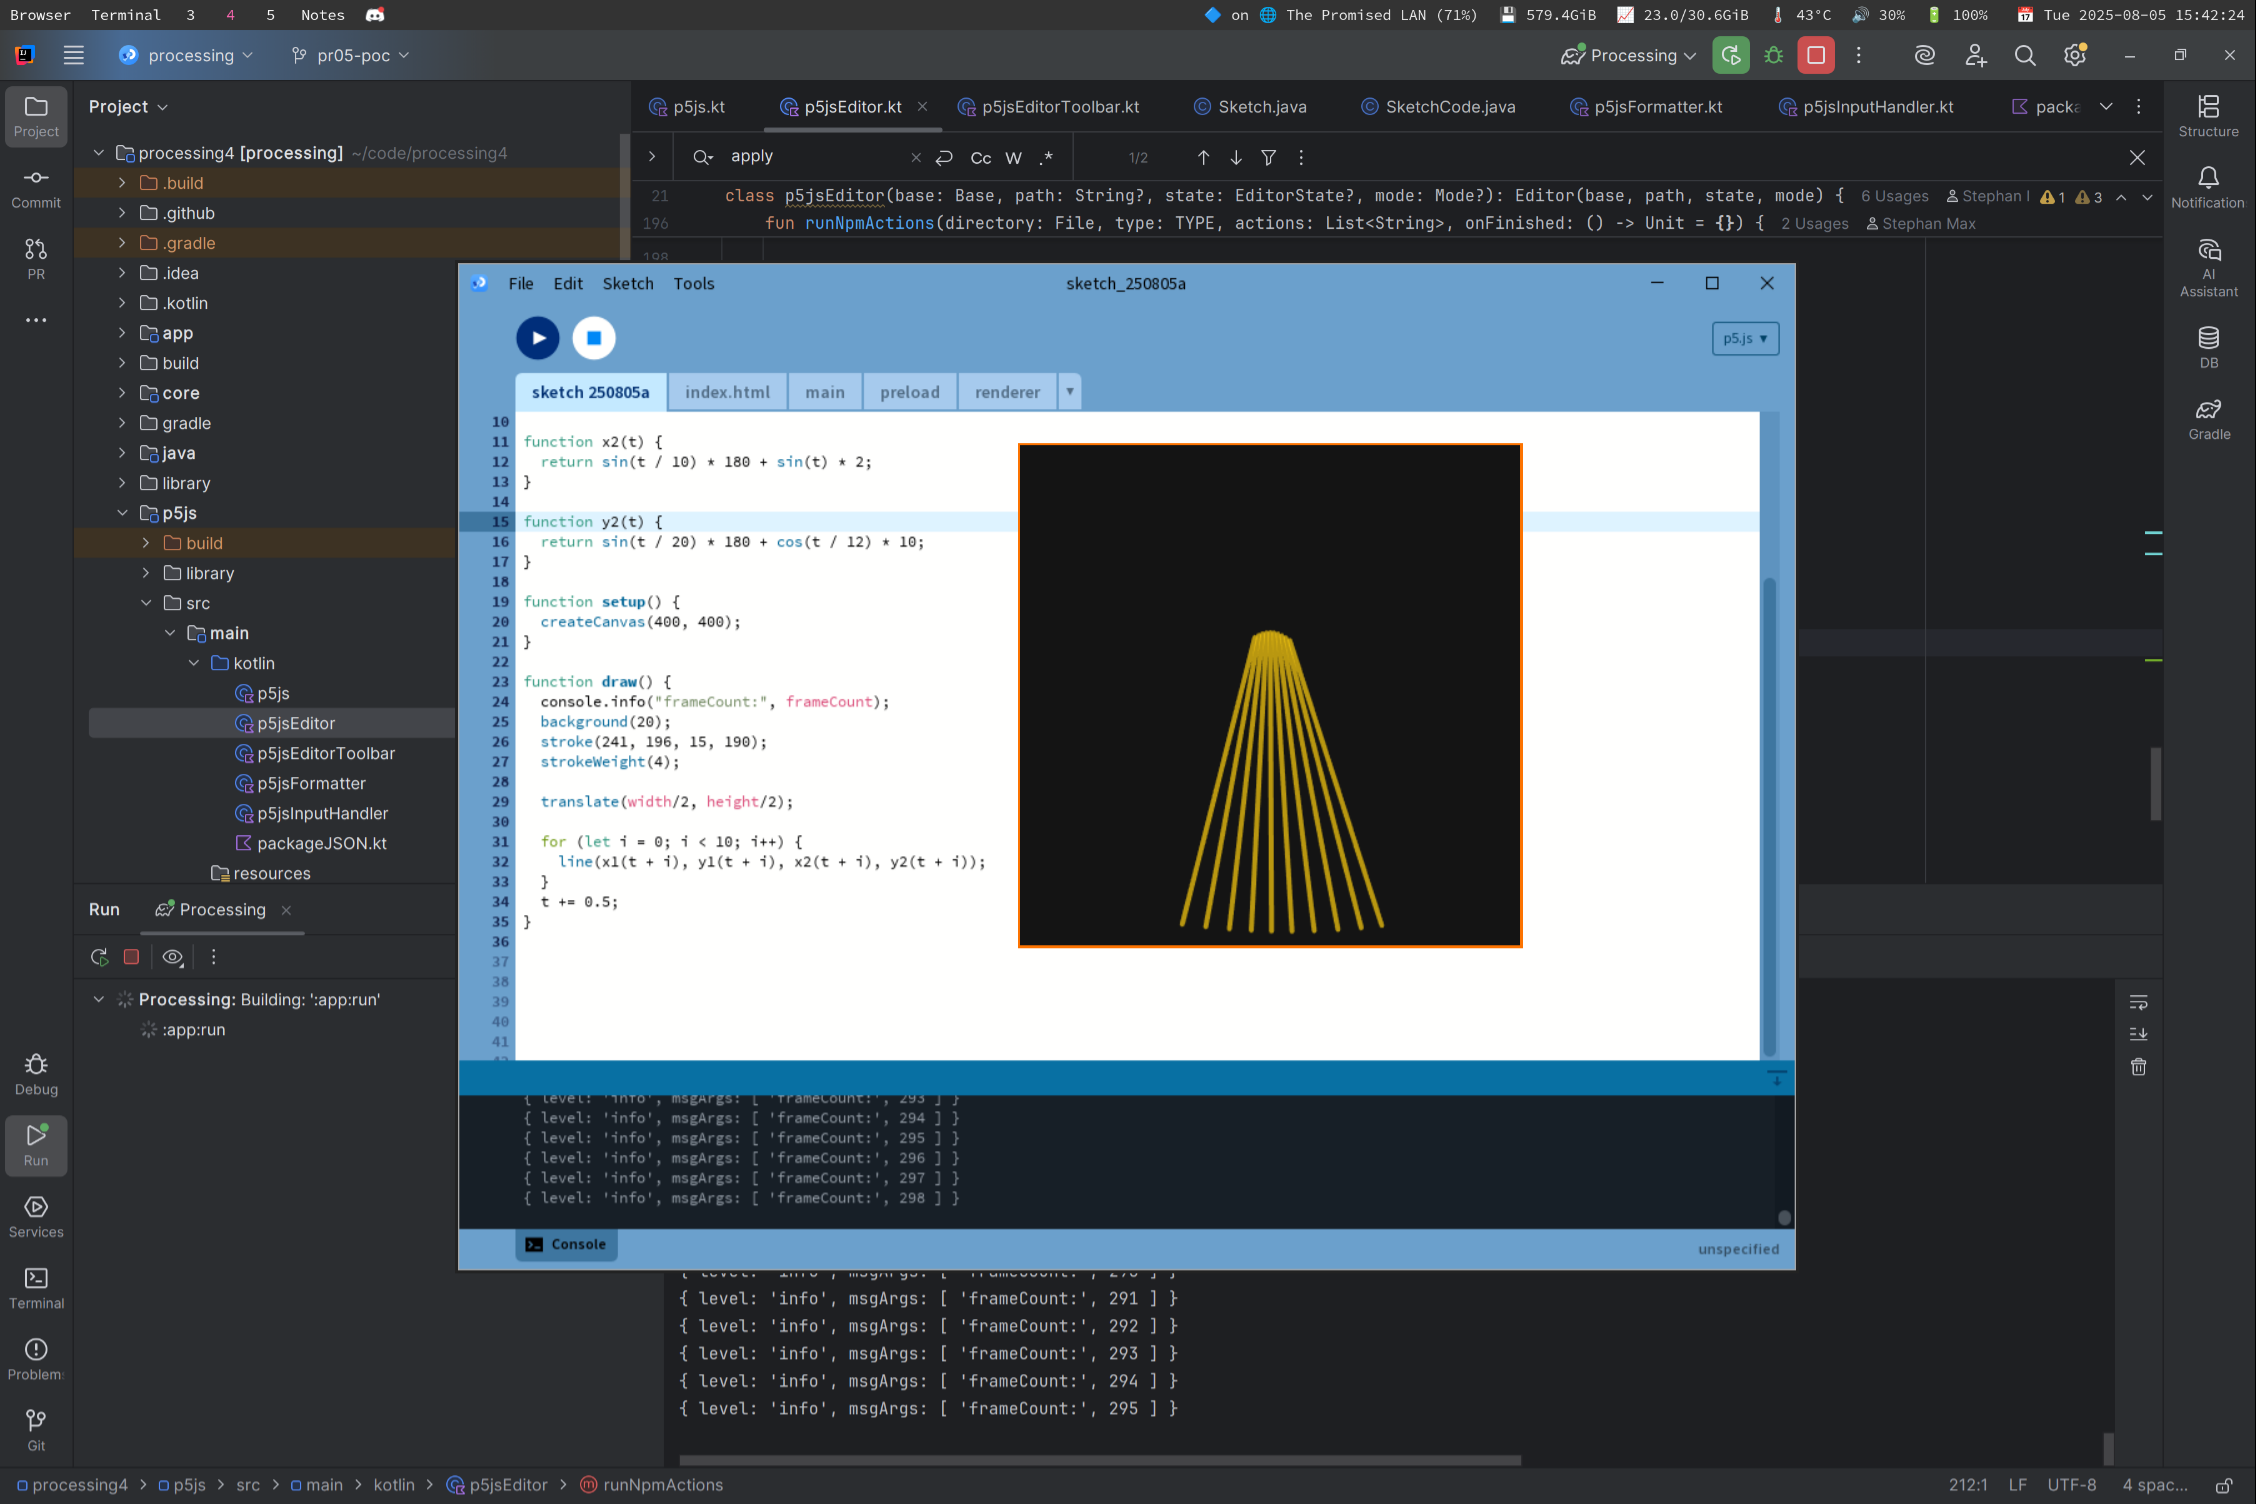 Browser Terminal 3 4 5 Notes
on The Promised LAN (71%) 579.4GiB 23.0/30.6GiB 43°C 30% 100% Tue 2025-08-05 15:42:24
processing pr05-poc Processing
Project
Commit
PR
Project
processing4 [processing] ~/code/processing4
.build
.github
.gradle
.idea
.kotlin
app
build
core
gradle
java
library
p5js
build
library
src
main
kotlin
p5js
p5jsEditor
p5jsEditorToolbar
p5jsFormatter
p5jsInputHandler
packageJSON.kt
resources
p5js.kt p5jsEditor.kt p5jsEditorToolbar.kt Sketch.java SketchCode.java p5jsFormatter.kt p5jsInputHandler.kt packa
apply Cc W .* 1/2
21 class p5jsEditor(base: Base, path: String?, state: EditorState?, mode: Mode?): Editor(base, path, state, mode) { 6 Usages Stephan 1 3
196 fun runNpmActions(directory: File, type: TYPE, actions: List<String>, onFinished: () -> Unit = {}) { 2 Usages Stephan Max
198
Structure
Notification
AI
Assistant
DB
Gradle
File Edit Sketch Tools sketch_250805a
p5.js ▾
sketch 250805a index.html main preload renderer ▾
10
11 function x2(t) {
12 return sin(t / 10) * 180 + sin(t) * 2;
13 }
14
15 function y2(t) {
16 return sin(t / 20) * 180 + cos(t / 12) * 10;
17 }
18
19 function setup() {
20 createCanvas(400, 400);
21 }
22
23 function draw() {
24 console.info("frameCount:", frameCount);
25 background(20);
26 stroke(241, 196, 15, 190);
27 strokeWeight(4);
28
29 translate(width/2, height/2);
30
31 for (let i = 0; i < 10; i++) {
32 line(x1(t + i), y1(t + i), x2(t + i), y2(t + i));
33 }
34 t += 0.5;
35 }
36
37
38
39
40
41
{ level: 'info', msgArgs: [ 'frameCount:', 293 ] }
{ level: 'info', msgArgs: [ 'frameCount:', 294 ] }
{ level: 'info', msgArgs: [ 'frameCount:', 295 ] }
{ level: 'info', msgArgs: [ 'frameCount:', 296 ] }
{ level: 'info', msgArgs: [ 'frameCount:', 297 ] }
{ level: 'info', msgArgs: [ 'frameCount:', 298 ] }
Console unspecified
Run Processing
Processing: Building: ':app:run'
:app:run
{ level: 'info', msgArgs: [ 'frameCount:', 291 ] }
{ level: 'info', msgArgs: [ 'frameCount:', 292 ] }
{ level: 'info', msgArgs: [ 'frameCount:', 293 ] }
{ level: 'info', msgArgs: [ 'frameCount:', 294 ] }
{ level: 'info', msgArgs: [ 'frameCount:', 295 ] }
Debug
Run
Services
Terminal
Problem
Git
processing4 > p5js > src > main > kotlin > p5jsEditor > runNpmActions 212:1 LF UTF-8 4 spac...